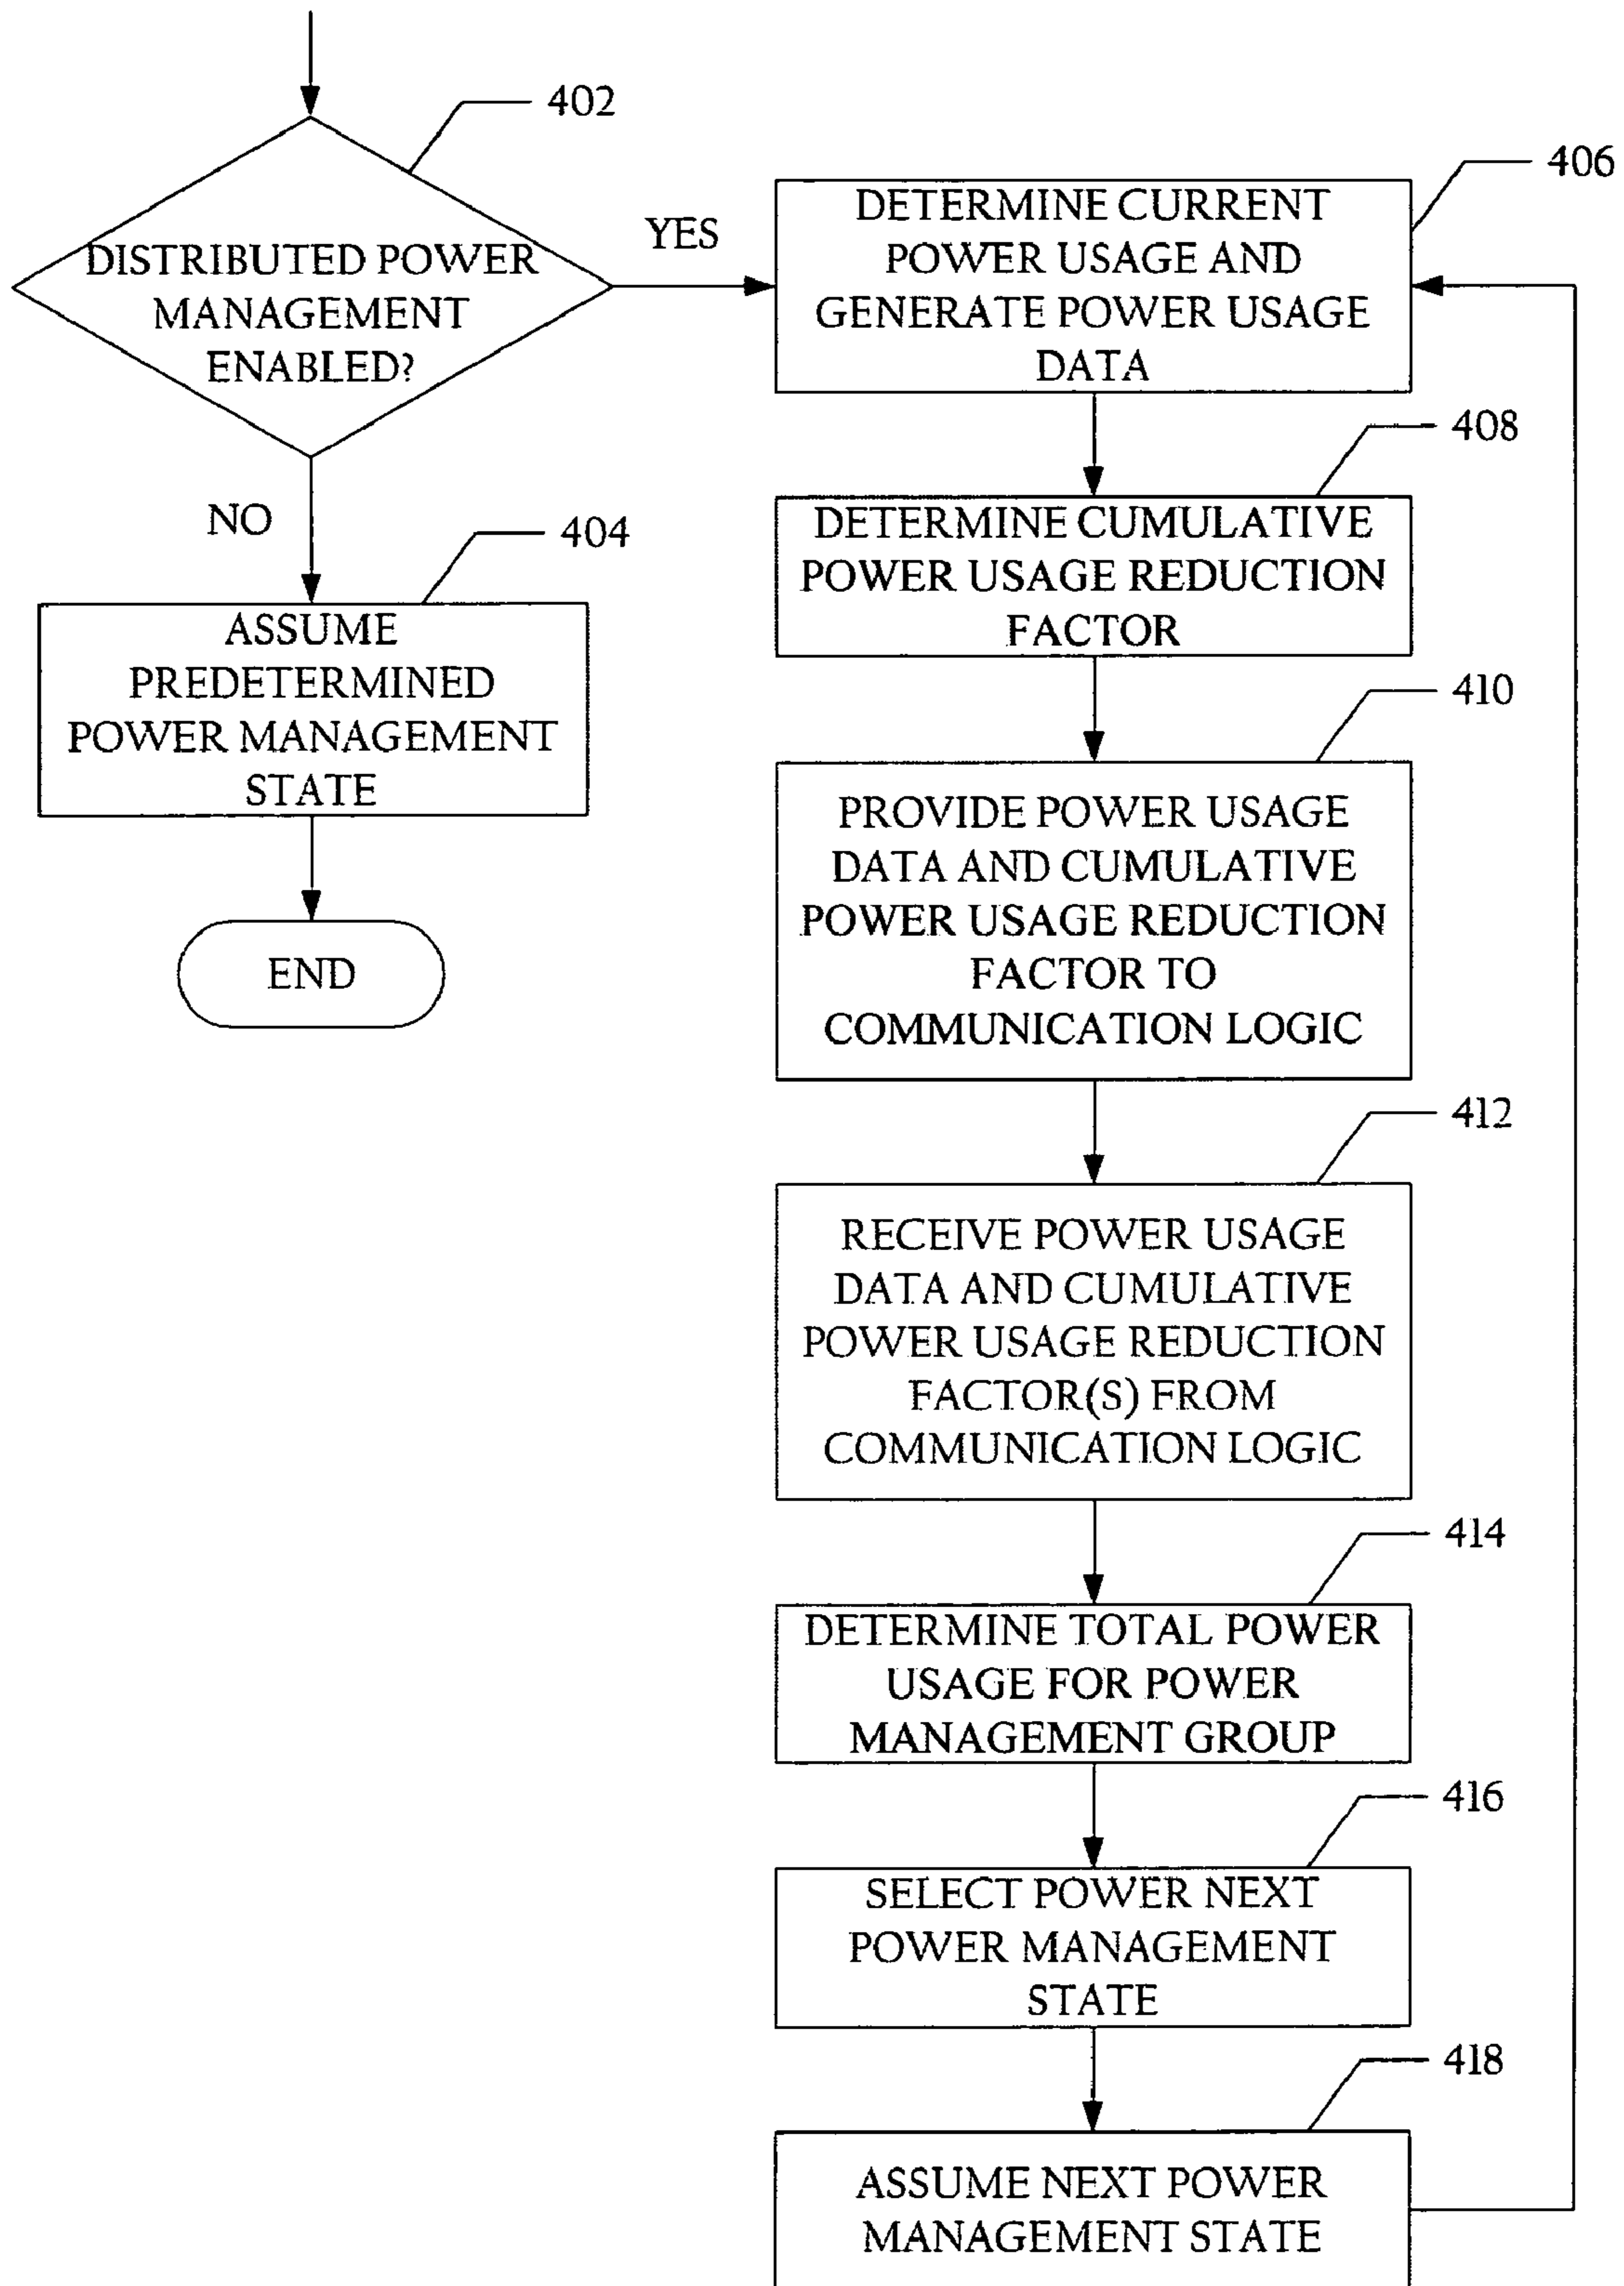 402
DISTRIBUTED POWER
MANAGEMENT
ENABLED?
YES
NO
404
ASSUME
PREDETERMINED
POWER MANAGEMENT
STATE
END
406
DETERMINE CURRENT
POWER USAGE AND
GENERATE POWER USAGE
DATA
408
DETERMINE CUMULATIVE
POWER USAGE REDUCTION
FACTOR
410
PROVIDE POWER USAGE
DATA AND CUMULATIVE
POWER USAGE REDUCTION
FACTOR TO
COMMUNICATION LOGIC
412
RECEIVE POWER USAGE
DATA AND CUMULATIVE
POWER USAGE REDUCTION
FACTOR(S) FROM
COMMUNICATION LOGIC
414
DETERMINE TOTAL POWER
USAGE FOR POWER
MANAGEMENT GROUP
416
SELECT POWER NEXT
POWER MANAGEMENT
STATE
418
ASSUME NEXT POWER
MANAGEMENT STATE